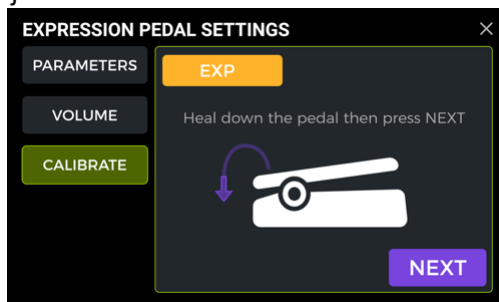 EXPRESSION PEDAL SETTINGS
PARAMETERS
EXP
VOLUME
Heal down the pedal then press NEXT
CALIBRATE
NEXT